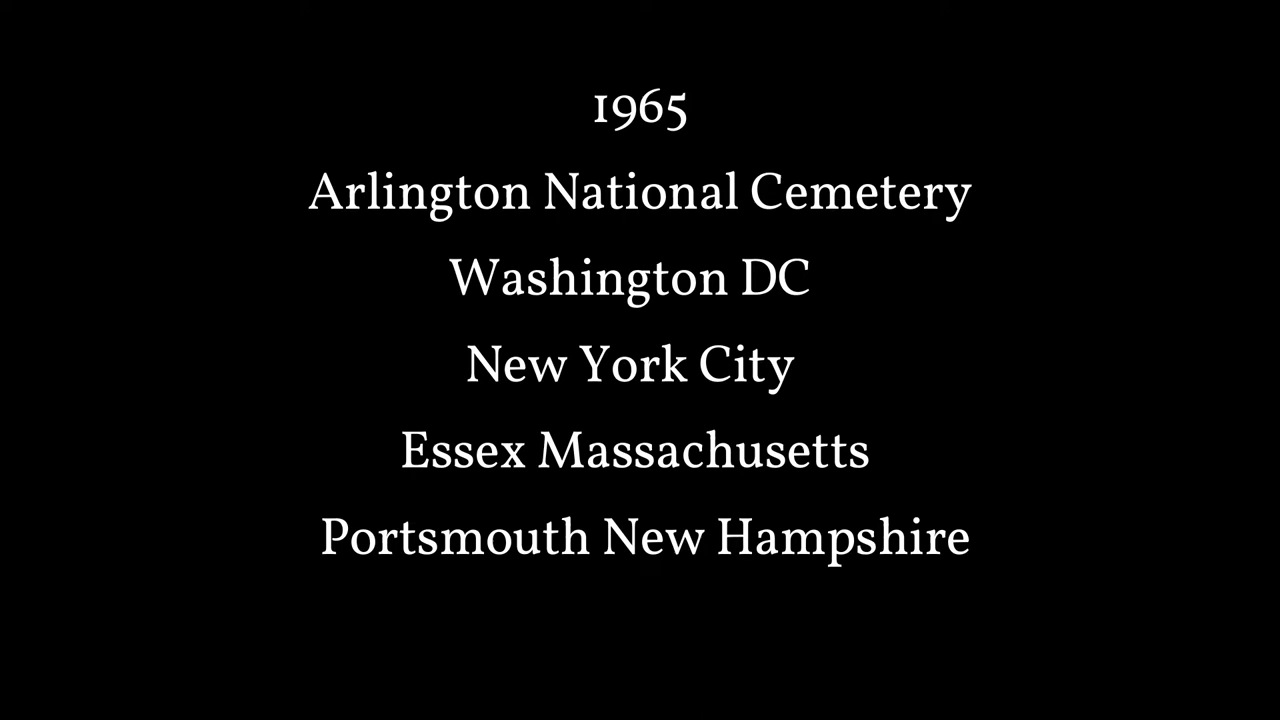 1965
Arlington National Cemetery
Washington DC
New York City
Essex Massachusetts
Portsmouth New Hampshire